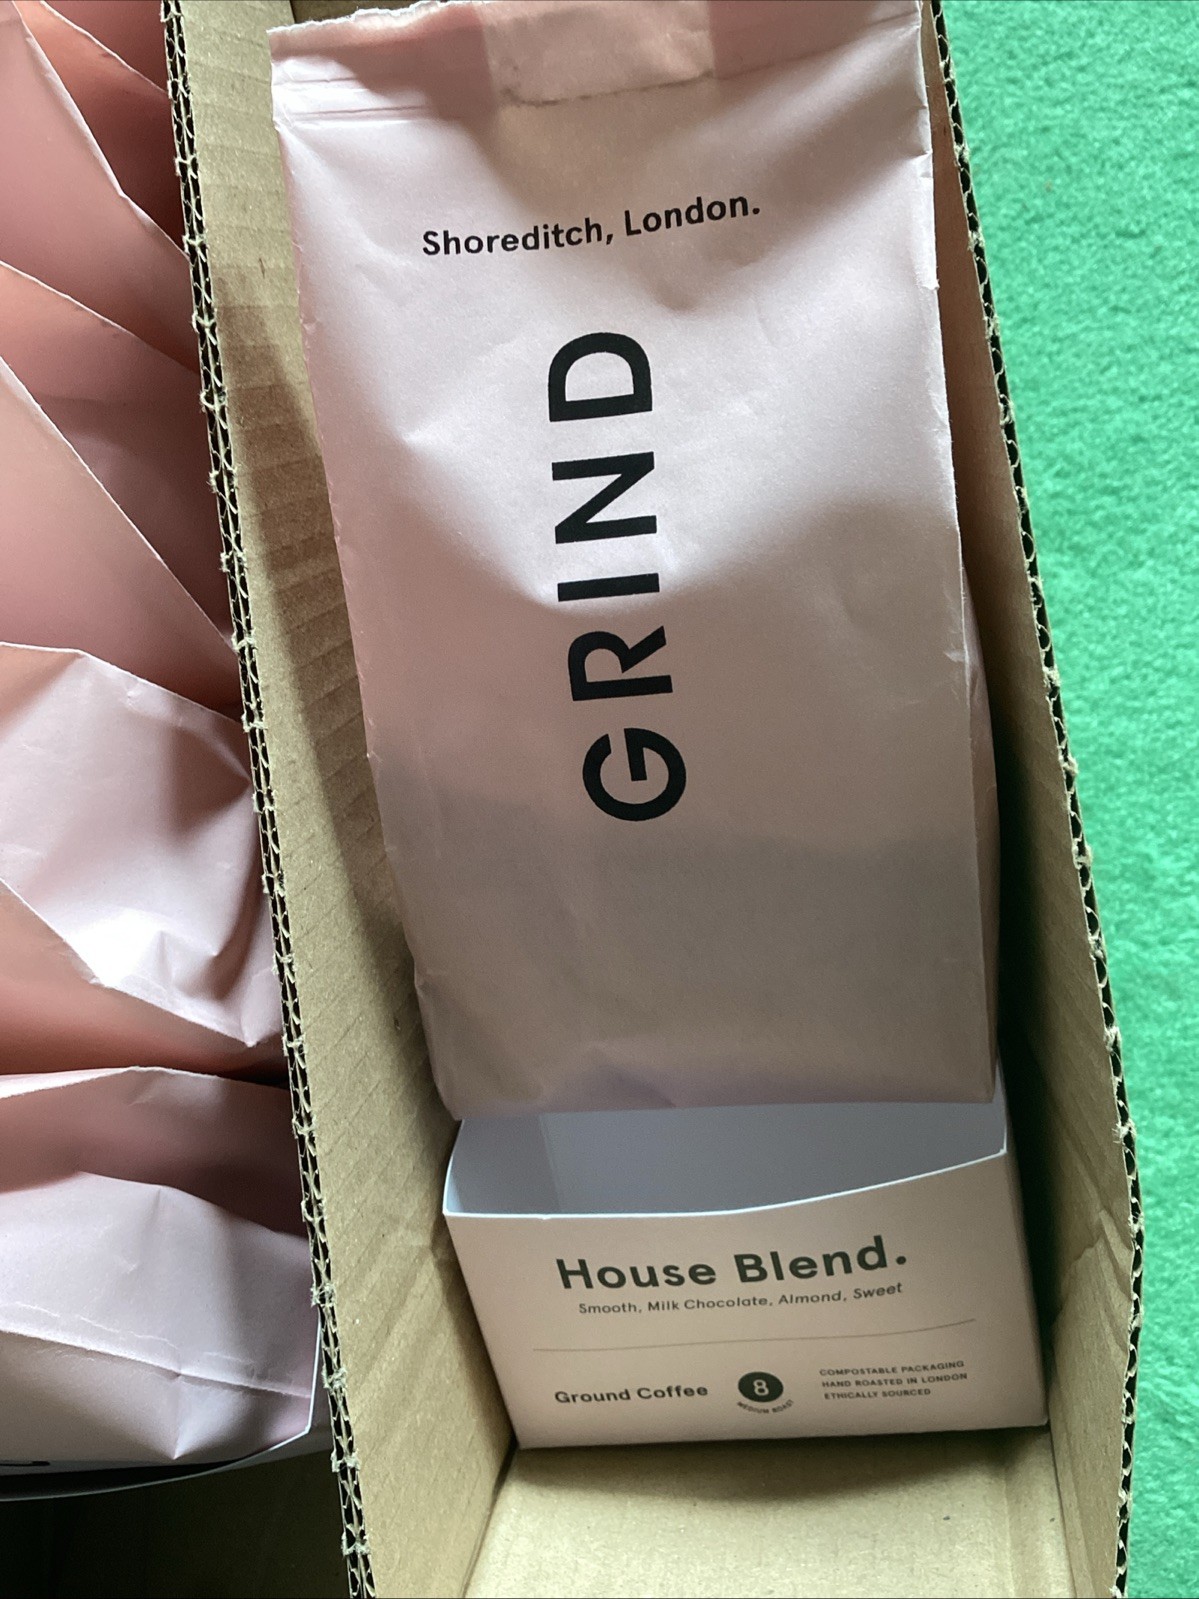 Shoreditch, London.
GRIND
House Blend.
Smooth, Milk Chocolate, Almond, Sweet
Ground Coffee
8
MEDIUM ROAST
COMPOSTABLE PACKAGING
HAND ROASTED IN LONDON
ETHICALLY SOURCED